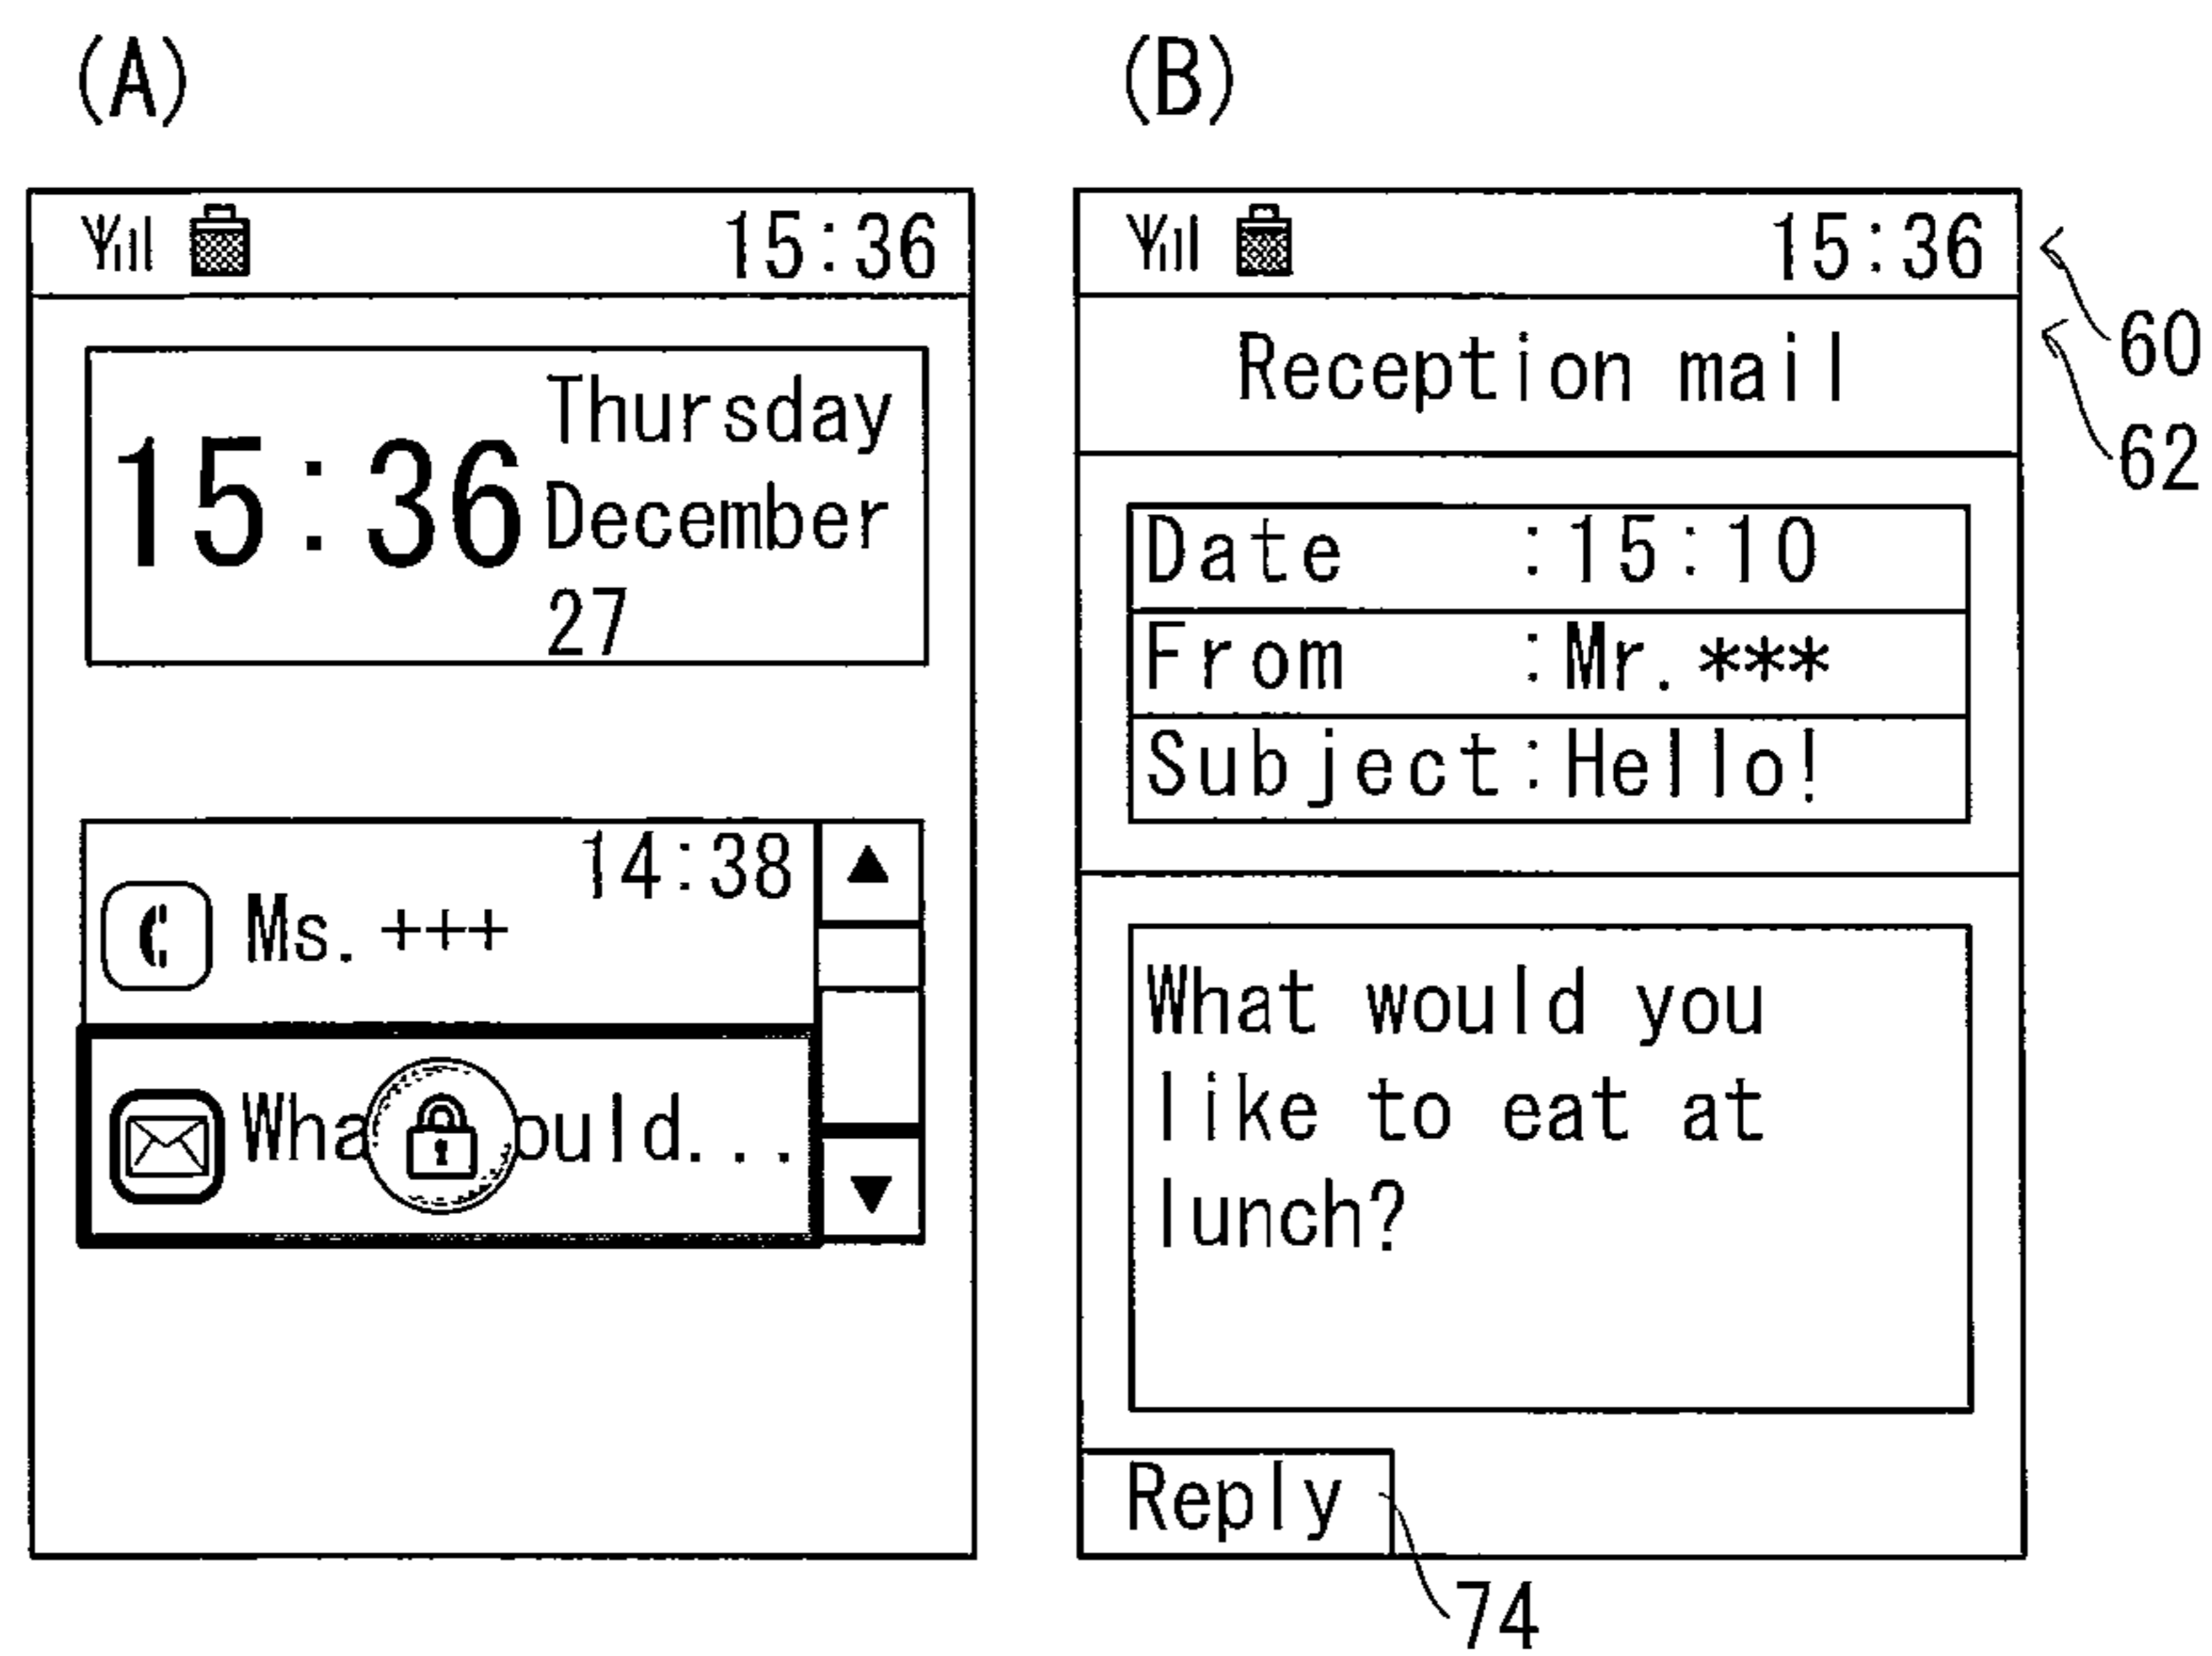 (A)
15:36
15:36
Thursday
December
27
14:38
Ms. +++
Wha ould...
(B)
15:36
Reception mail
Date :15:10
From :Mr. ***
Subject:Hello!
What would you
like to eat at
lunch?
Reply
60
62
74